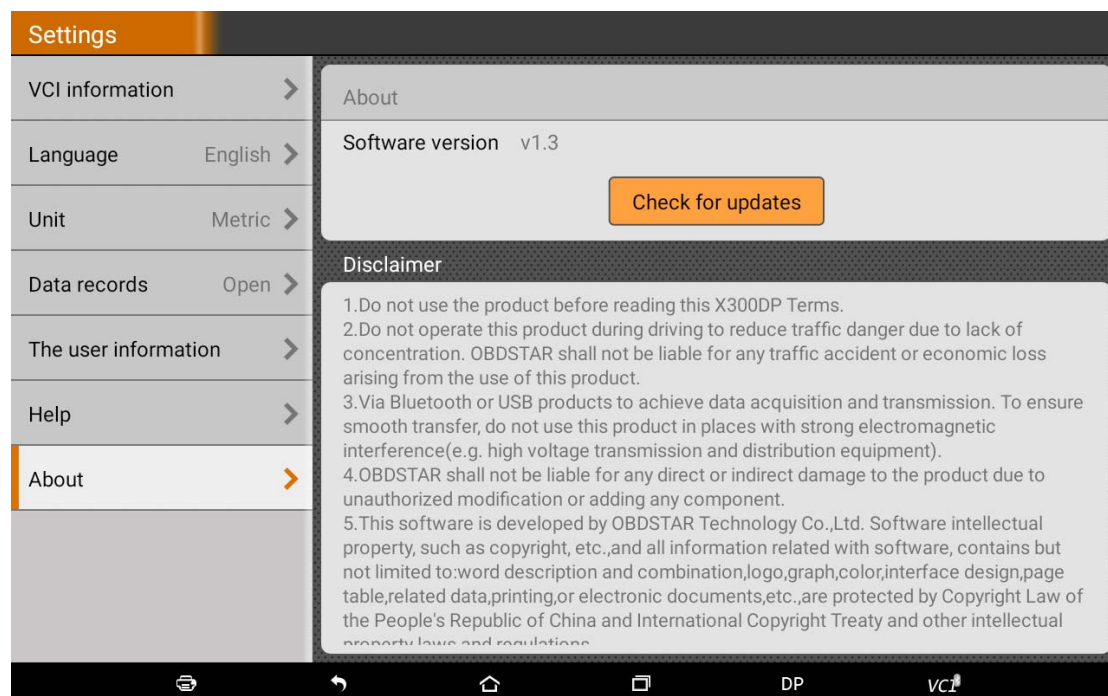 Settings
VCI information
Language English
Unit Metric
Data records Open
The user information
Help
About
About
Software version v1.3
Check for updates
Disclaimer
1.Do not use the product before reading this X300DP Terms.
2.Do not operate this product during driving to reduce traffic danger due to lack of
concentration. OBDSTAR shall not be liable for any traffic accident or economic loss
arising from the use of this product.
3.Via Bluetooth or USB products to achieve data acquisition and transmission. To ensure
smooth transfer, do not use this product in places with strong electromagnetic
interference(e.g. high voltage transmission and distribution equipment).
4.OBDSTAR shall not be liable for any direct or indirect damage to the product due to
unauthorized modification or adding any component.
5.This software is developed by OBDSTAR Technology Co.,Ltd. Software intellectual
property, such as copyright, etc.,and all information related with software, contains but
not limited to:word description and combination,logo,graph,color,interface design,page
table,related data,printing,or electronic documents,etc.,are protected by Copyright Law of
the People's Republic of China and International Copyright Treaty and other intellectual
property laws and regulations
DP
VCI